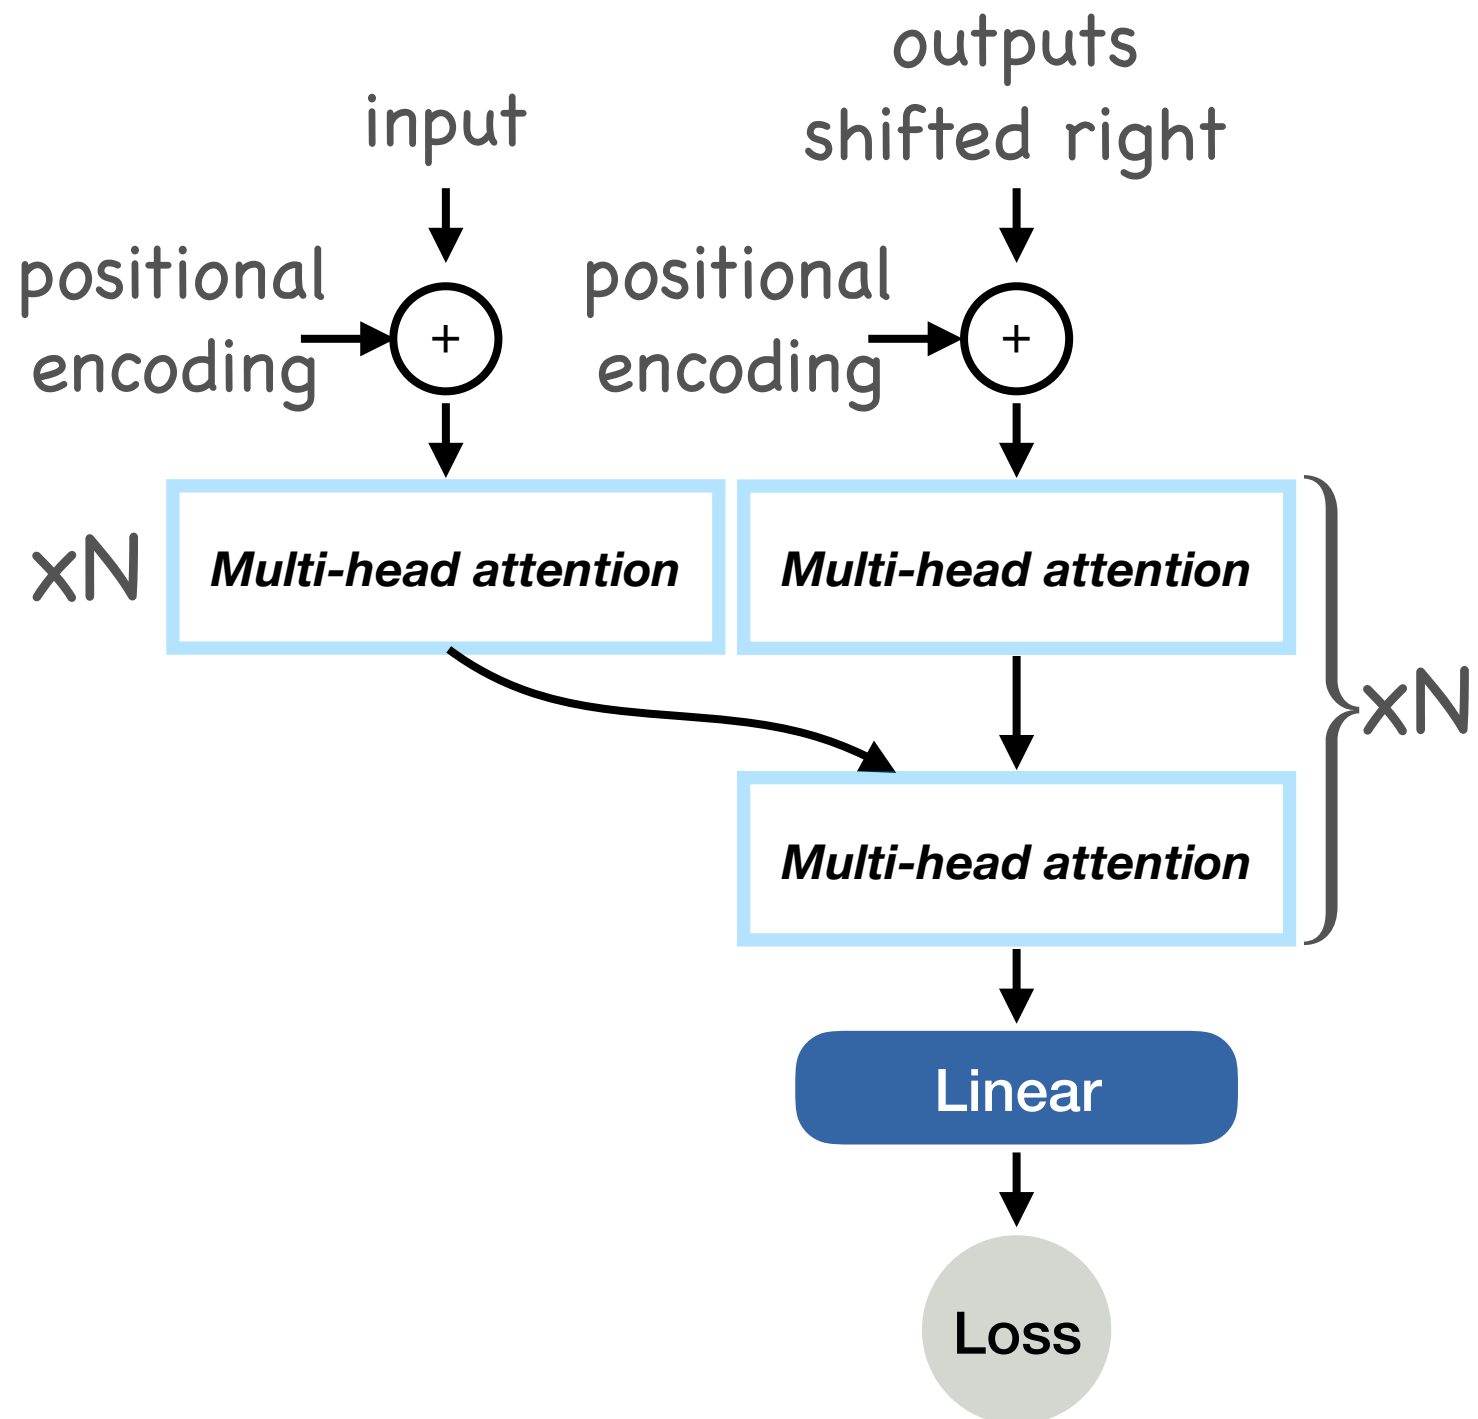 outputs
shifted right
input
positional
encoding
+
positional
encoding
+
xN
Multi-head attention
Multi-head attention
xN
Multi-head attention
Linear
Loss